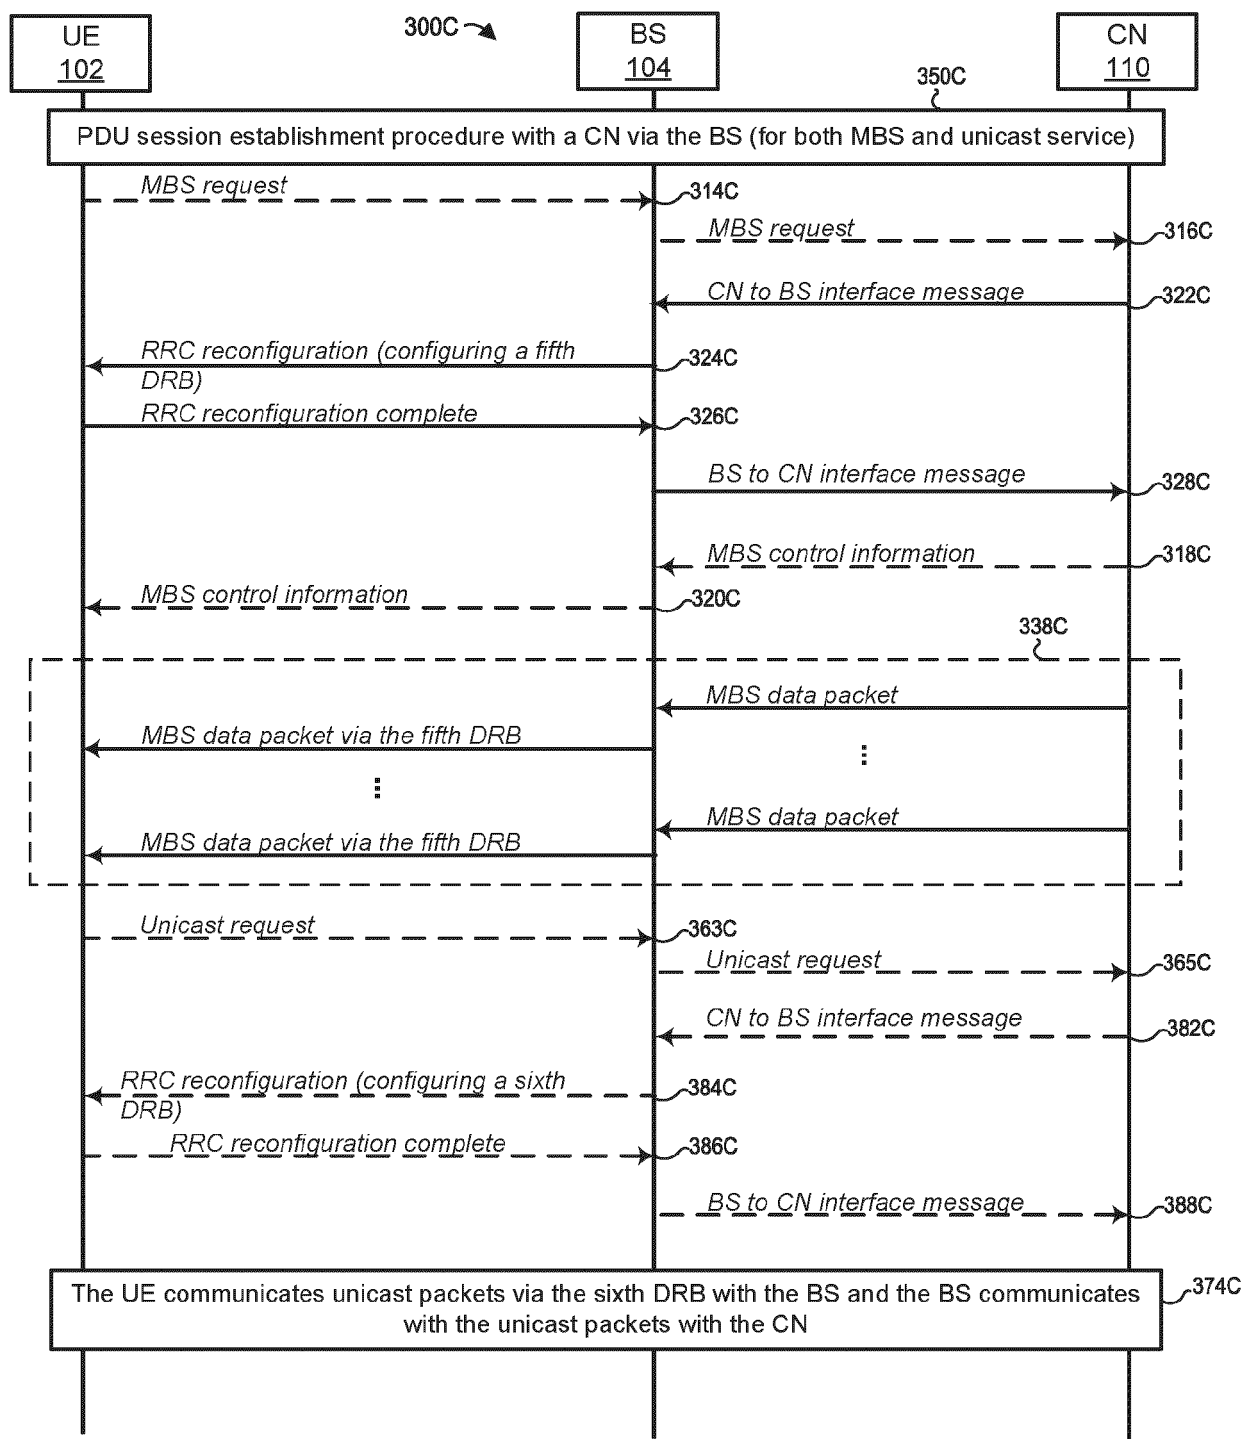 300C
UE
102
BS
104
CN
110
350C
PDU session establishment procedure with a CN via the BS (for both MBS and unicast service)
MBS request
314C
MBS request
316C
CN to BS interface message
322C
RRC reconfiguration (configuring a fifth
DRB)
324C
RRC reconfiguration complete
326C
BS to CN interface message
328C
MBS control information
318C
MBS control information
320C
338C
MBS data packet
MBS data packet via the fifth DRB
MBS data packet
MBS data packet via the fifth DRB
Unicast request
363C
Unicast request
365C
CN to BS interface message
382C
RRC reconfiguration (configuring a sixth
DRB)
384C
RRC reconfiguration complete
386C
BS to CN interface message
388C
The UE communicates unicast packets via the sixth DRB with the BS and the BS communicates
with the unicast packets with the CN
374C